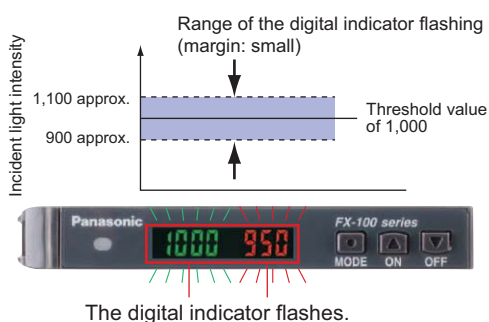 Range of the digital indicator flashing
(margin: small)
Incident light intensity
1,100 approx.
900 approx.
Threshold value
of 1,000
Panasonic
1000 950
FX-100 series
MODE ON OFF
The digital indicator flashes.